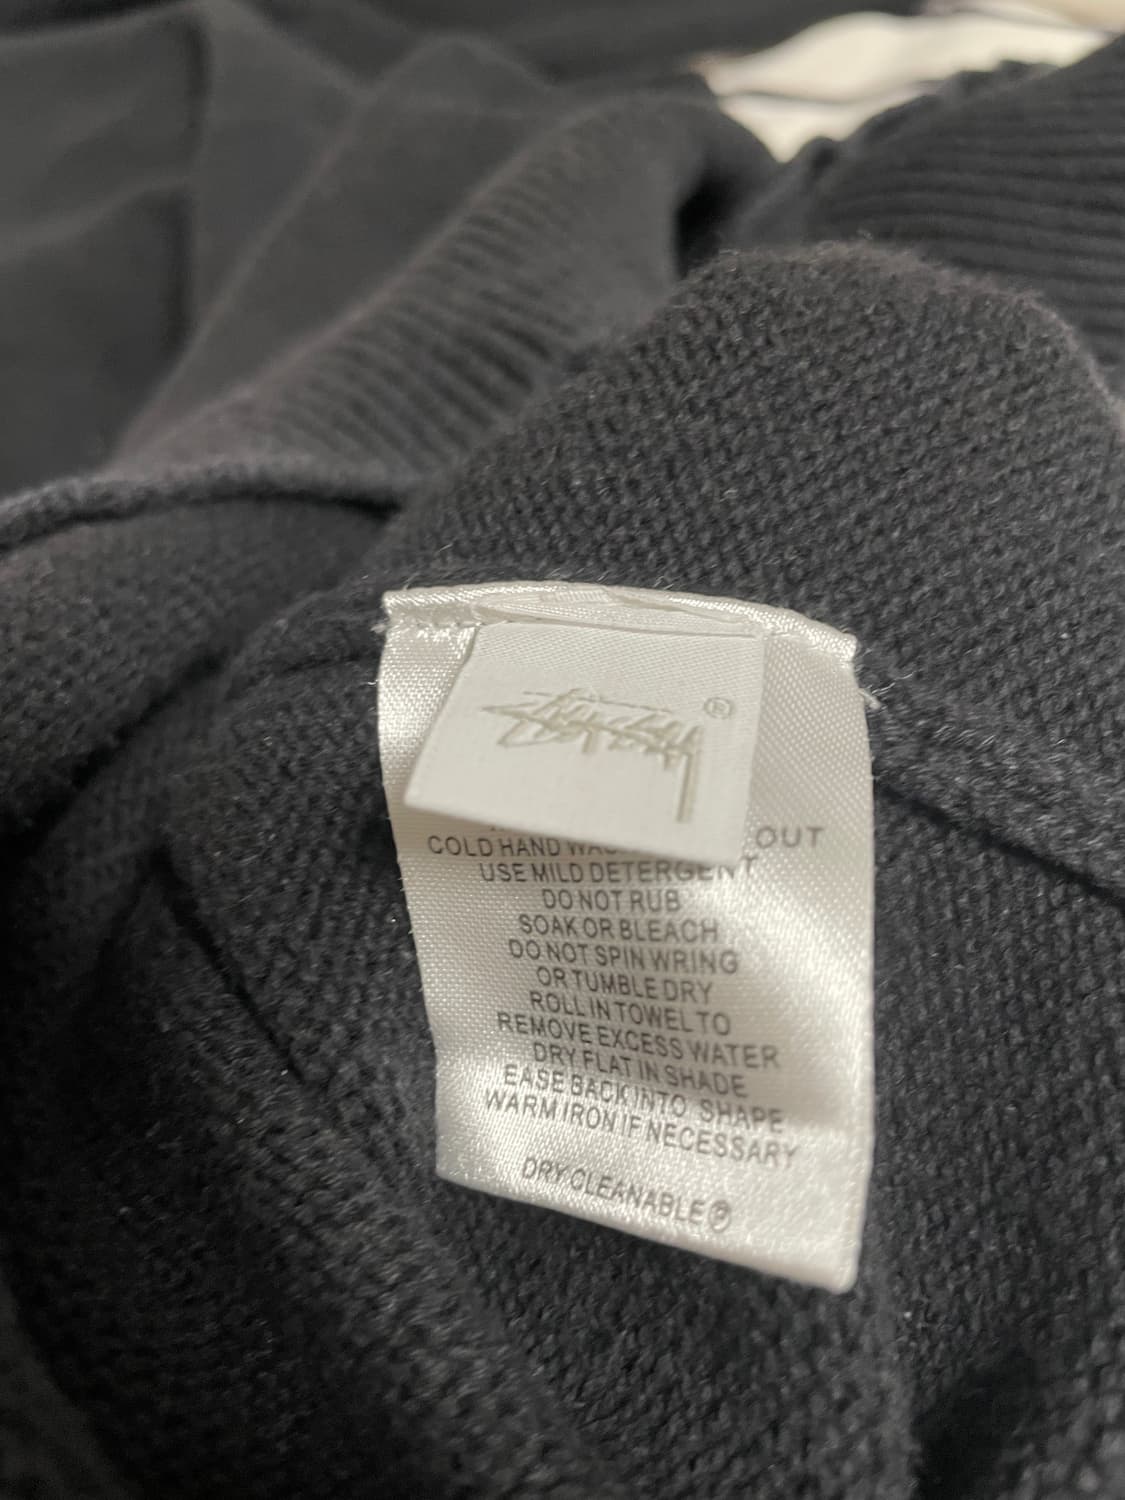 Stüssy ®
OUT
COLD HAND WAS
USE MILD DETERGENT
DO NOT RUB
SOAK OR BLEACH
DO NOT SPIN WRING
OR TUMBLE DRY
ROLL IN TOWEL TO
REMOVE EXCESS WATER
DRY FLAT IN SHADE
EASE BACK INTO SHAPE
WARM IRON IF NECESSARY
DRY CLEANABLE Ⓟ